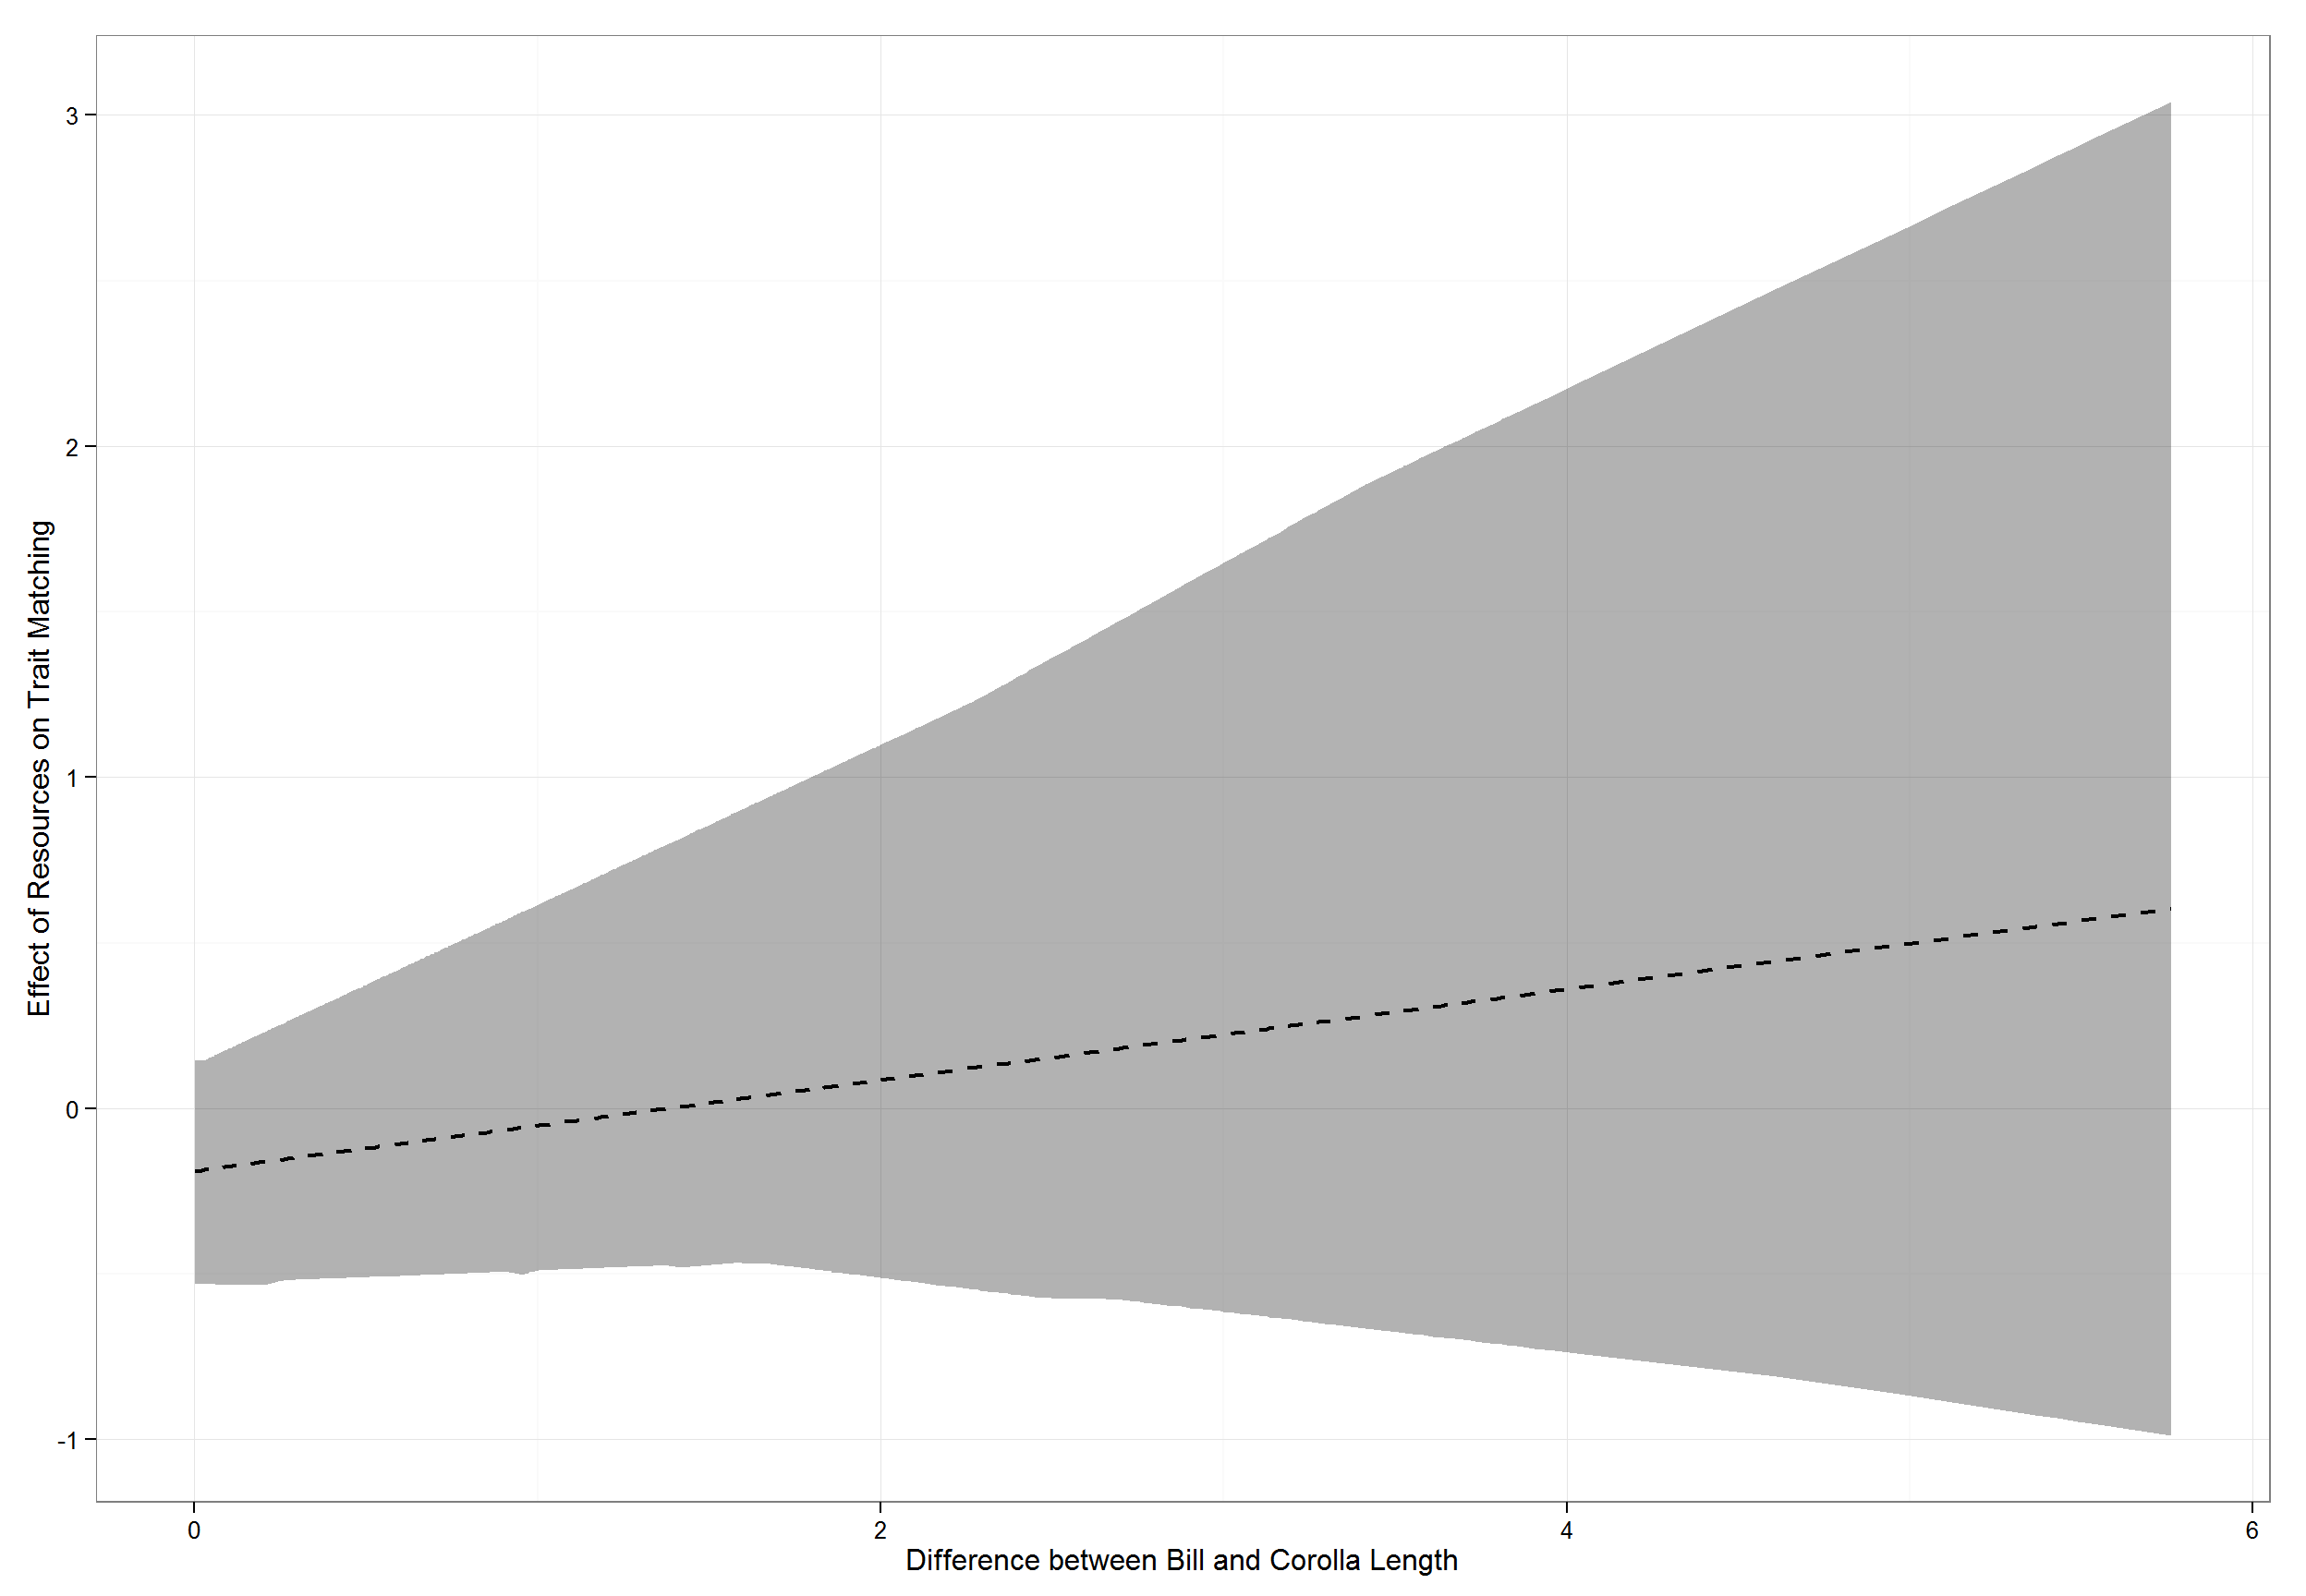 Effect of Resources on Trait Matching
3
2
1
0
-1
0 2 4 6
Difference between Bill and Corolla Length